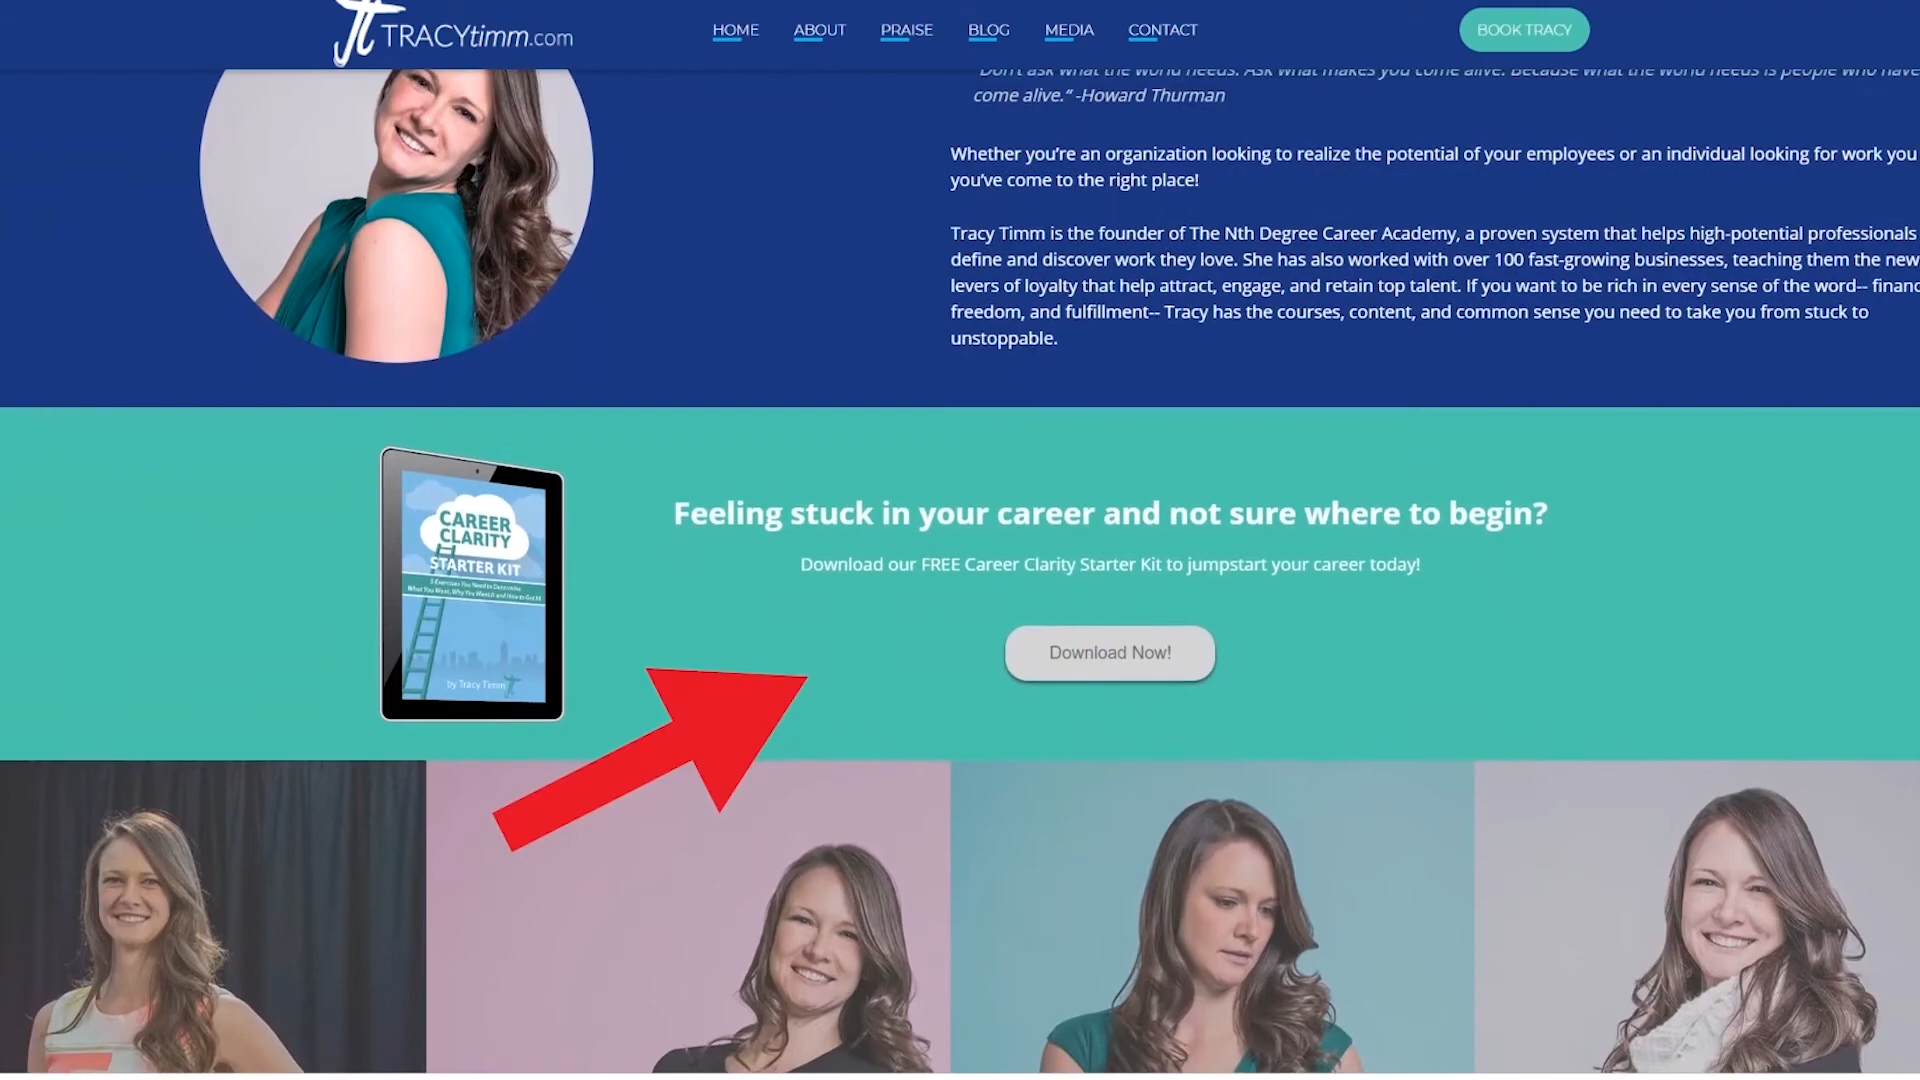 TRACYtimm.com
HOME
ABOUT
PRAISE
BLOG
MEDIA
CONTACT
BOOK TRACY
"Don't ask what the world needs. Ask what makes you come alive. Because what the world needs is people who have
come alive." -Howard Thurman
Whether you're an organization looking to realize the potential of your employees or an individual looking for work you
you've come to the right place!
Tracy Timm is the founder of The Nth Degree Career Academy, a proven system that helps high-potential professionals
define and discover work they love. She has also worked with over 100 fast-growing businesses, teaching them the new
levers of loyalty that help attract, engage, and retain top talent. If you want to be rich in every sense of the word-- financ
freedom, and fulfillment-- Tracy has the courses, content, and common sense you need to take you from stuck to
unstoppable.
CAREER
CLARITY
STARTER KIT
5 Exercises You Need to Determine
What You Want, Why You Want It and How to Get It!
by Tracy Timm
Feeling stuck in your career and not sure where to begin?
Download our FREE Career Clarity Starter Kit to jumpstart your career today!
Download Now!